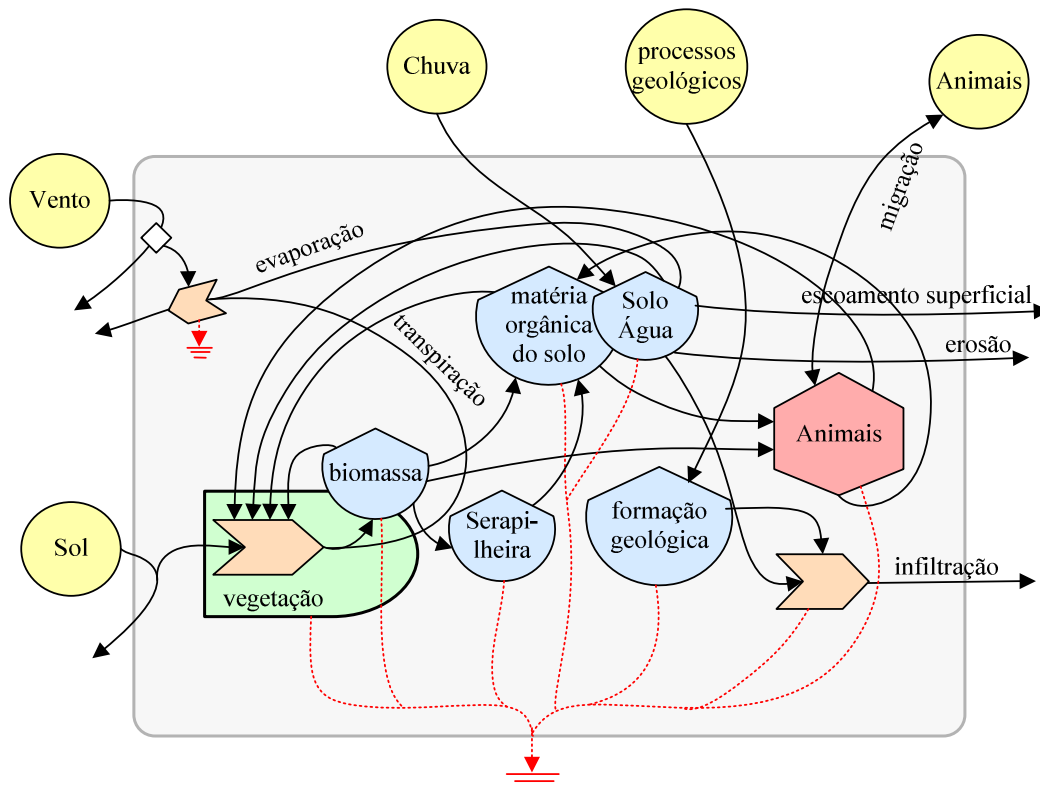 Chuva
processos
geológicos
Animais
Vento
migração
evaporação
matéria
orgânica
do solo
Solo
Água
escoamento superficial
transpiração
erosão
Animais
biomassa
Serapi-
lheira
formação
geológica
Sol
vegetação
infiltração